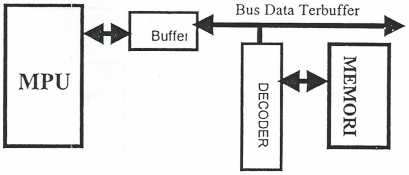 Bus Data Terbuffer
Buffer
MPU
DECODER
MEMORI